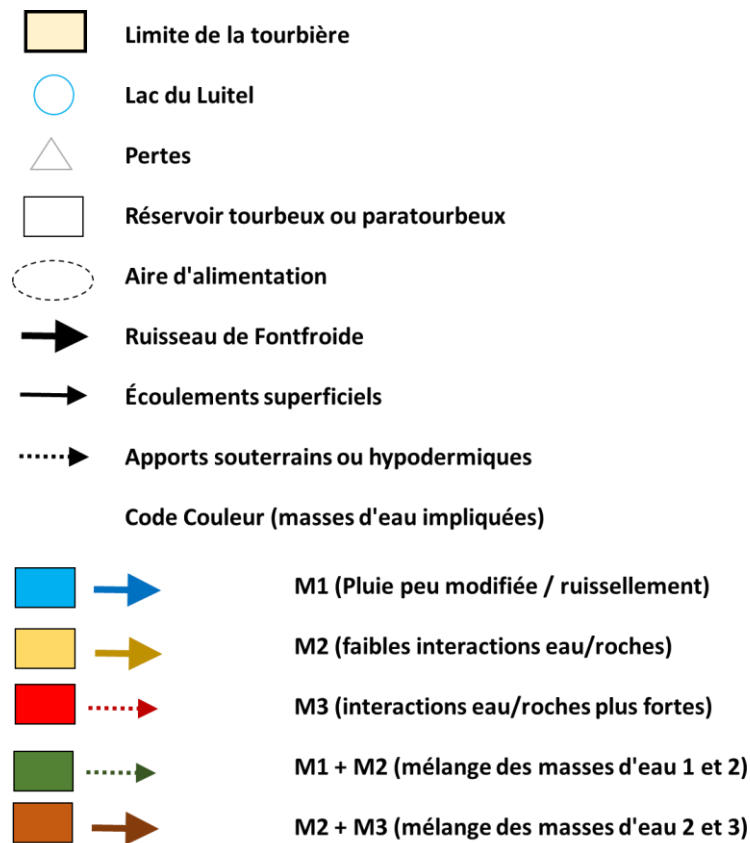 Limite de la tourbière
Lac du Luitel
Pertes
Réservoir tourbeux ou paratourbeux
Aire d'alimentation
Ruisseau de Fontfroide
Écoulements superficiels
Apports souterrains ou hypodermiques
Code Couleur (masses d'eau impliquées)
M1 (Pluie peu modifiée / ruissellement)
M2 (faibles interactions eau/roches)
M3 (interactions eau/roches plus fortes)
M1 + M2 (mélange des masses d'eau 1 et 2)
M2 + M3 (mélange des masses d'eau 2 et 3)